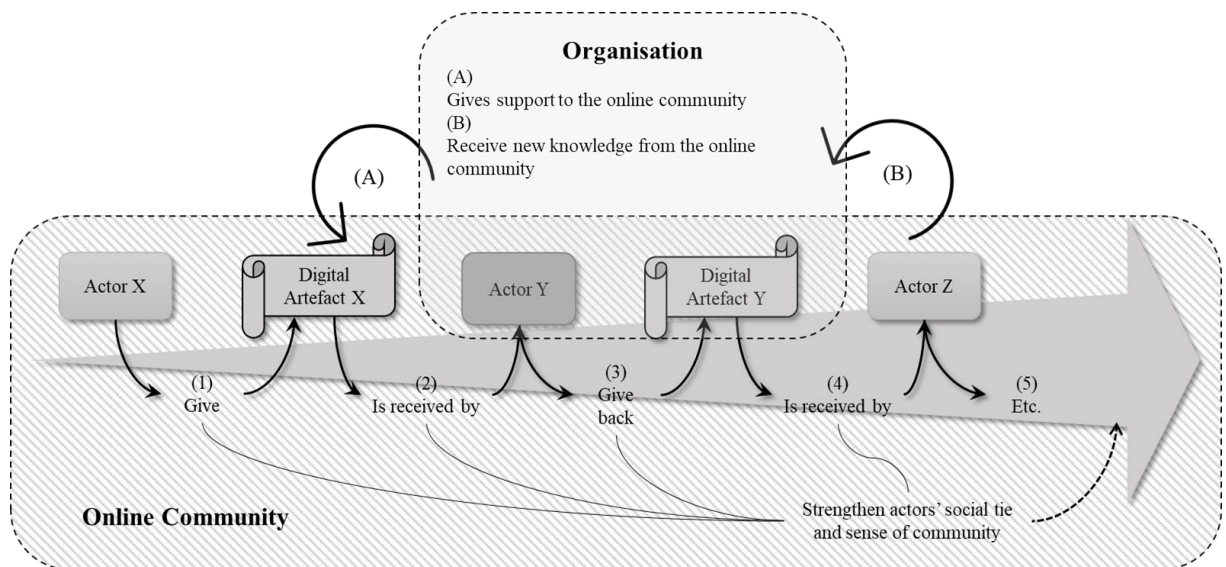 Organisation
(A)
Gives support to the online community
(B)
Receive new knowledge from the online
community
(A)
(B)
Actor X
Digital
Artefact X
Actor Y
Digital
Artefact Y
Actor Z
(1)
Give
(2)
Is received by
(3)
Give
back
(4)
Is received by
(5)
Etc.
Online Community
Strengthen actors’ social tie
and sense of community